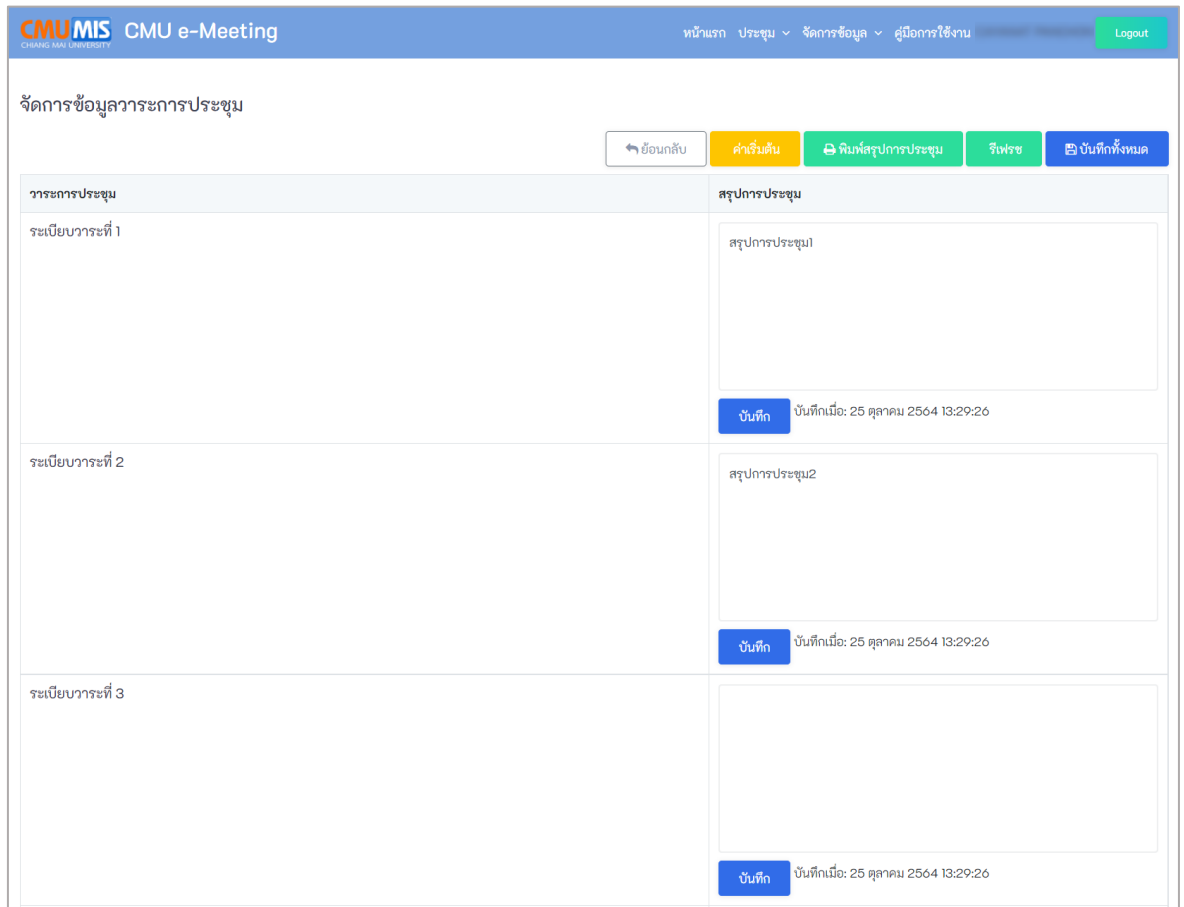 CMUMIS CMU e-Meeting หน้าแรก ประชุม จัดการข้อมูล คู่มือการใช้งาน Logout
CHIANG MAI UNIVERSITY
จัดการข้อมูลวาระการประชุม
ย้อนกลับ ค่าเริ่มต้น พิมพ์สรุปการประชุม รีเฟรช บันทึกทั้งหมด
วาระการประชุม สรุปการประชุม
ระเบียบวาระที่ 1
สรุปการประชุม1
บันทึก บันทึกเมื่อ: 25 ตุลาคม 2564 13:29:26
ระเบียบวาระที่ 2
สรุปการประชุม2
บันทึก บันทึกเมื่อ: 25 ตุลาคม 2564 13:29:26
ระเบียบวาระที่ 3
บันทึก บันทึกเมื่อ: 25 ตุลาคม 2564 13:29:26